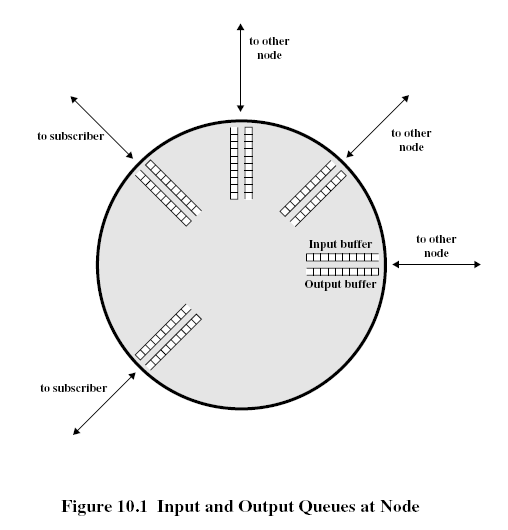 to other
node
to subscriber
to other
node
Input buffer
to other
node
Output buffer
to subscriber
Figure 10.1 Input and Output Queues at Node